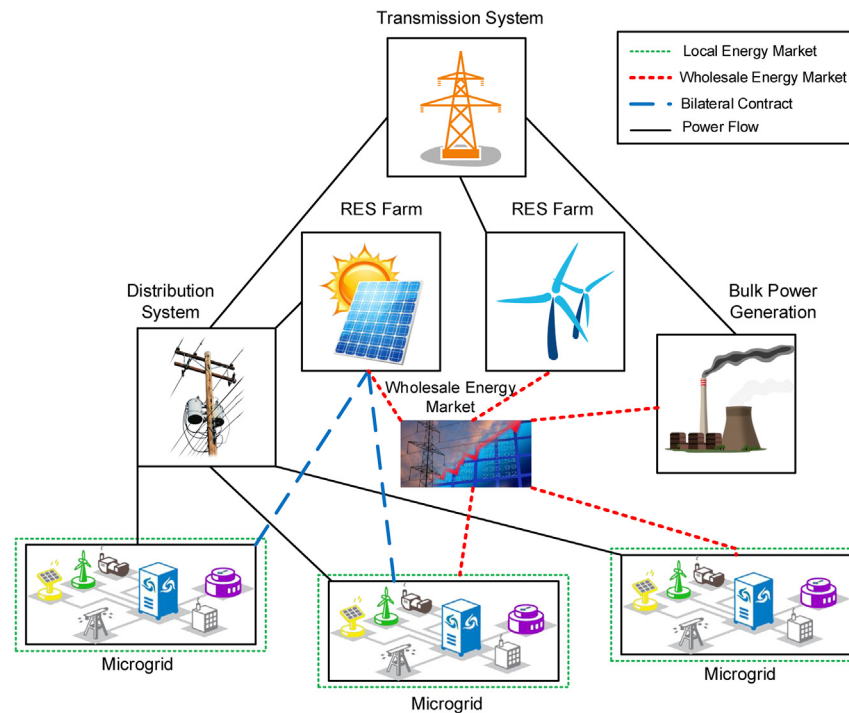 Transmission System
Local Energy Market
Wholesale Energy Market
Bilateral Contract
Power Flow
RES Farm
RES Farm
Distribution
System
Bulk Power
Generation
Wholesale Energy
Market
Microgrid
Microgrid
Microgrid